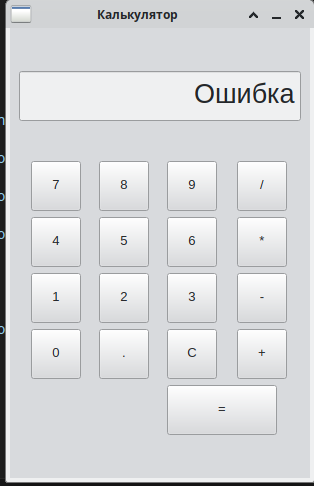 Калькулятор
Ошибка
7 8 9 /
4 5 6 *
1 2 3 -
0 . C +
=